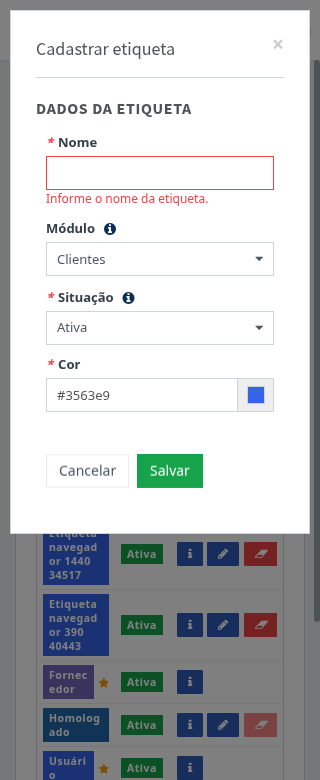 Cadastrar etiqueta
×
DADOS DA ETIQUETA
* Nome
Informe o nome da etiqueta.
Módulo
Clientes
* Situação
Ativa
* Cor
#3563e9
Cancelar
Salvar
Etiqueta
navegad
or 1440
34517
Ativa
Etiqueta
navegad
or 390
40443
Ativa
Fornec
edor
Ativa
Homolog
ado
Ativa
Usuári
o
Ativa